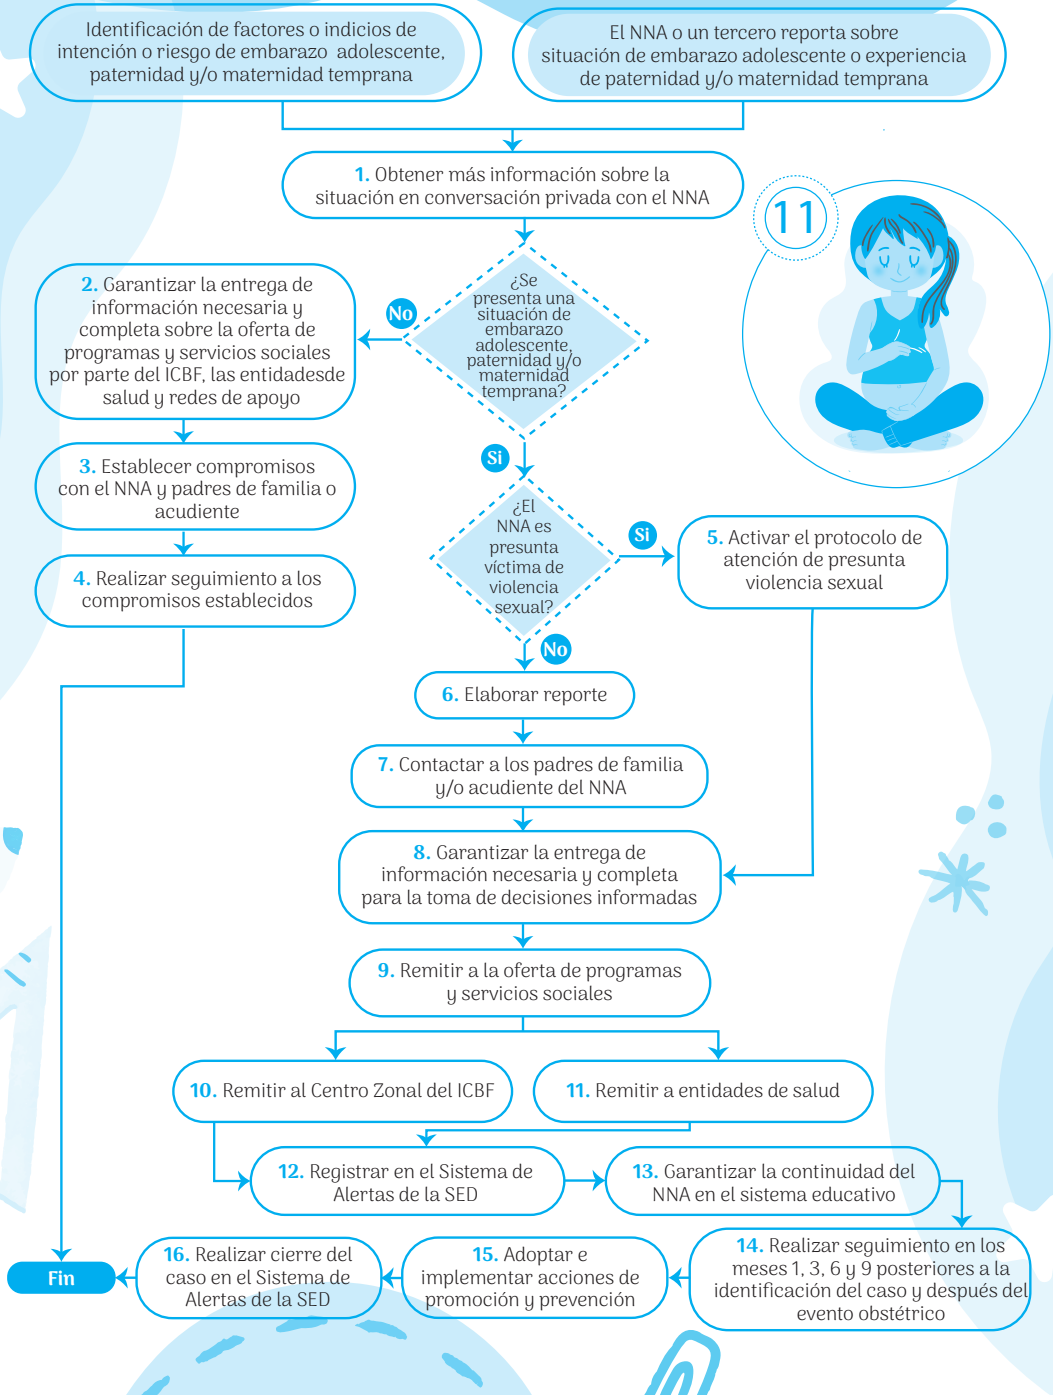 Identificación de factores o indicios de
intención o riesgo de embarazo adolescente,
paternidad y/o maternidad temprana
El NNA o un tercero reporta sobre
situación de embarazo adolescente o experiencia
de paternidad y/o maternidad temprana
1. Obtener más información sobre la
situación en conversación privada con el NNA
11
¿Se
presenta una
situación de
embarazo
adolescente,
paternidad y/o
maternidad
temprana?
No
2. Garantizar la entrega de
información necesaria y
completa sobre la oferta de
programas y servicios sociales
por parte del ICBF, las entidadesde
salud y redes de apoyo
3. Establecer compromisos
con el NNA y padres de familia o
acudiente
4. Realizar seguimiento a los
compromisos establecidos
Si
¿El
NNA es
presunta
víctima de
violencia
sexual?
Si
5. Activar el protocolo de
atención de presunta
violencia sexual
No
6. Elaborar reporte
7. Contactar a los padres de familia
y/o acudiente del NNA
8. Garantizar la entrega de
información necesaria y completa
para la toma de decisiones informadas
9. Remitir a la oferta de programas
y servicios sociales
10. Remitir al Centro Zonal del ICBF
11. Remitir a entidades de salud
12. Registrar en el Sistema de
Alertas de la SED
13. Garantizar la continuidad del
NNA en el sistema educativo
14. Realizar seguimiento en los
meses 1, 3, 6 y 9 posteriores a la
identificación del caso y después del
evento obstétrico
15. Adoptar e
implementar acciones de
promoción y prevención
16. Realizar cierre del
caso en el Sistema de
Alertas de la SED
Fin